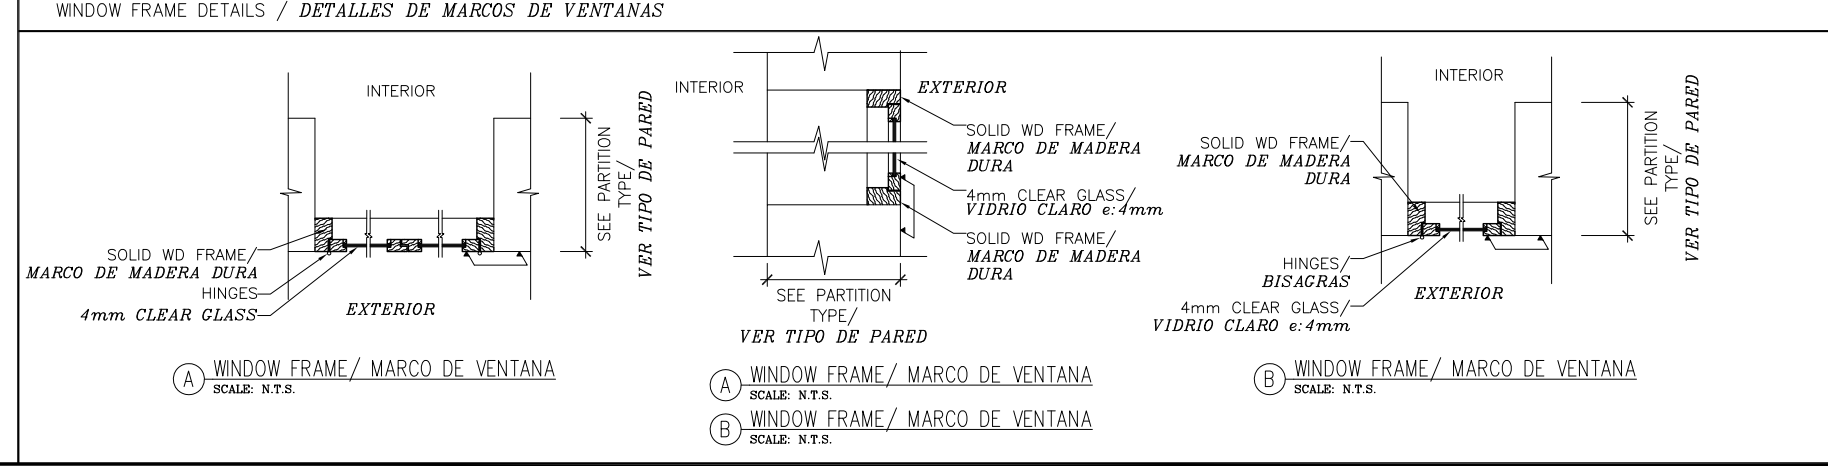 WINDOW FRAME DETAILS / DETALLES DE MARCOS DE VENTANAS
INTERIOR
SEE PARTITION
TYPE/
VER TIPO DE PARED
SOLID WD FRAME/
MARCO DE MADERA DURA
HINGES
4mm CLEAR GLASS
EXTERIOR
A WINDOW FRAME/ MARCO DE VENTANA
SCALE: N.T.S.
INTERIOR
EXTERIOR
SOLID WD FRAME/
MARCO DE MADERA
DURA
4mm CLEAR GLASS/
VIDRIO CLARO e:4mm
SOLID WD FRAME/
MARCO DE MADERA
DURA
SEE PARTITION
TYPE/
VER TIPO DE PARED
A WINDOW FRAME/ MARCO DE VENTANA
SCALE: N.T.S.
B WINDOW FRAME/ MARCO DE VENTANA
SCALE: N.T.S.
INTERIOR
SOLID WD FRAME/
MARCO DE MADERA
DURA
SEE PARTITION
TYPE/
VER TIPO DE PARED
HINGES/
BISAGRAS
EXTERIOR
4mm CLEAR GLASS/
VIDRIO CLARO e:4mm
B WINDOW FRAME/ MARCO DE VENTANA
SCALE: N.T.S.